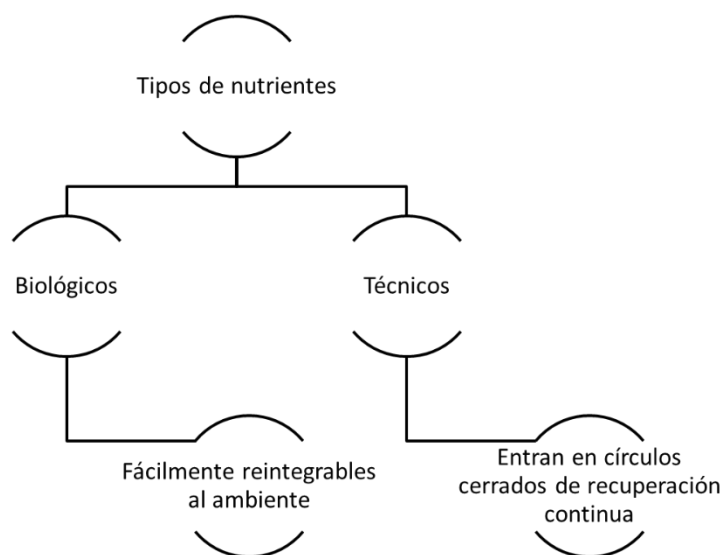 Tipos de nutrientes
Biológicos
Técnicos
Fácilmente reintegrables
al ambiente
Entran en círculos
cerrados de recuperación
continua